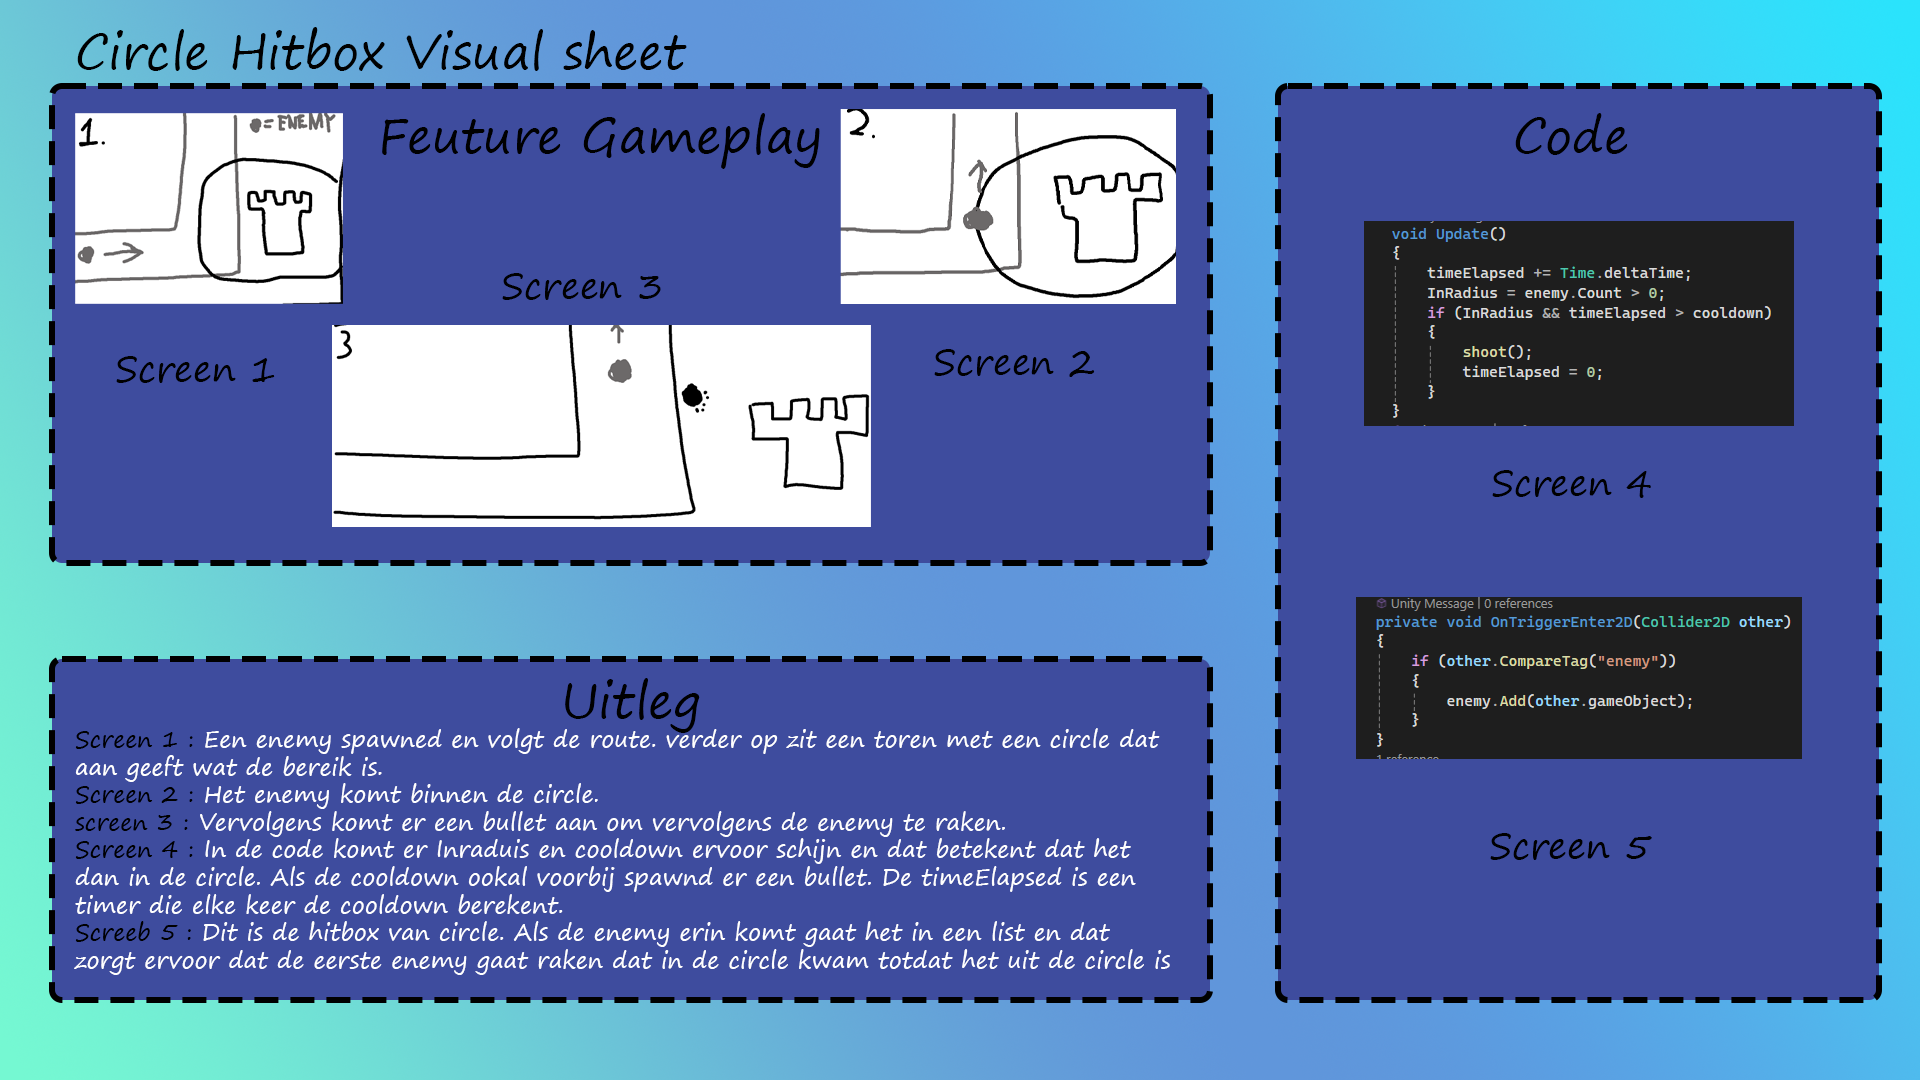 Circle Hitbox Visual sheet
Feuture Gameplay
1.
●= ENEMY
2.
Screen 3
Screen 1
3
Screen 2
Uitleg
Screen 1 : Een enemy spawned en volgt de route. verder op zit een toren met een circle dat
aan geeft wat de bereik is.
Screen 2 : Het enemy komt binnen de circle.
screen 3 : Vervolgens komt er een bullet aan om vervolgens de enemy te raken.
Screen 4 : In de code komt er Inraduis en cooldown ervoor schijn en dat betekent dat het
dan in de circle. Als de cooldown ookal voorbij spawnd er een bullet. De timeElapsed is een
timer die elke keer de cooldown berekent.
Screeb 5 : Dit is de hitbox van circle. Als de enemy erin komt gaat het in een list en dat
zorgt ervoor dat de eerste enemy gaat raken dat in de circle kwam totdat het uit de circle is
Code
void Update()
{
timeElapsed += Time.deltaTime;
InRadius = enemy.Count > 0;
if (InRadius && timeElapsed > cooldown)
{
shoot();
timeElapsed = 0;
}
}
Screen 4
Unity Message | 0 references
private void OnTriggerEnter2D(Collider2D other)
{
if (other.CompareTag("enemy"))
{
enemy.Add(other.gameObject);
}
}
1 reference
Screen 5